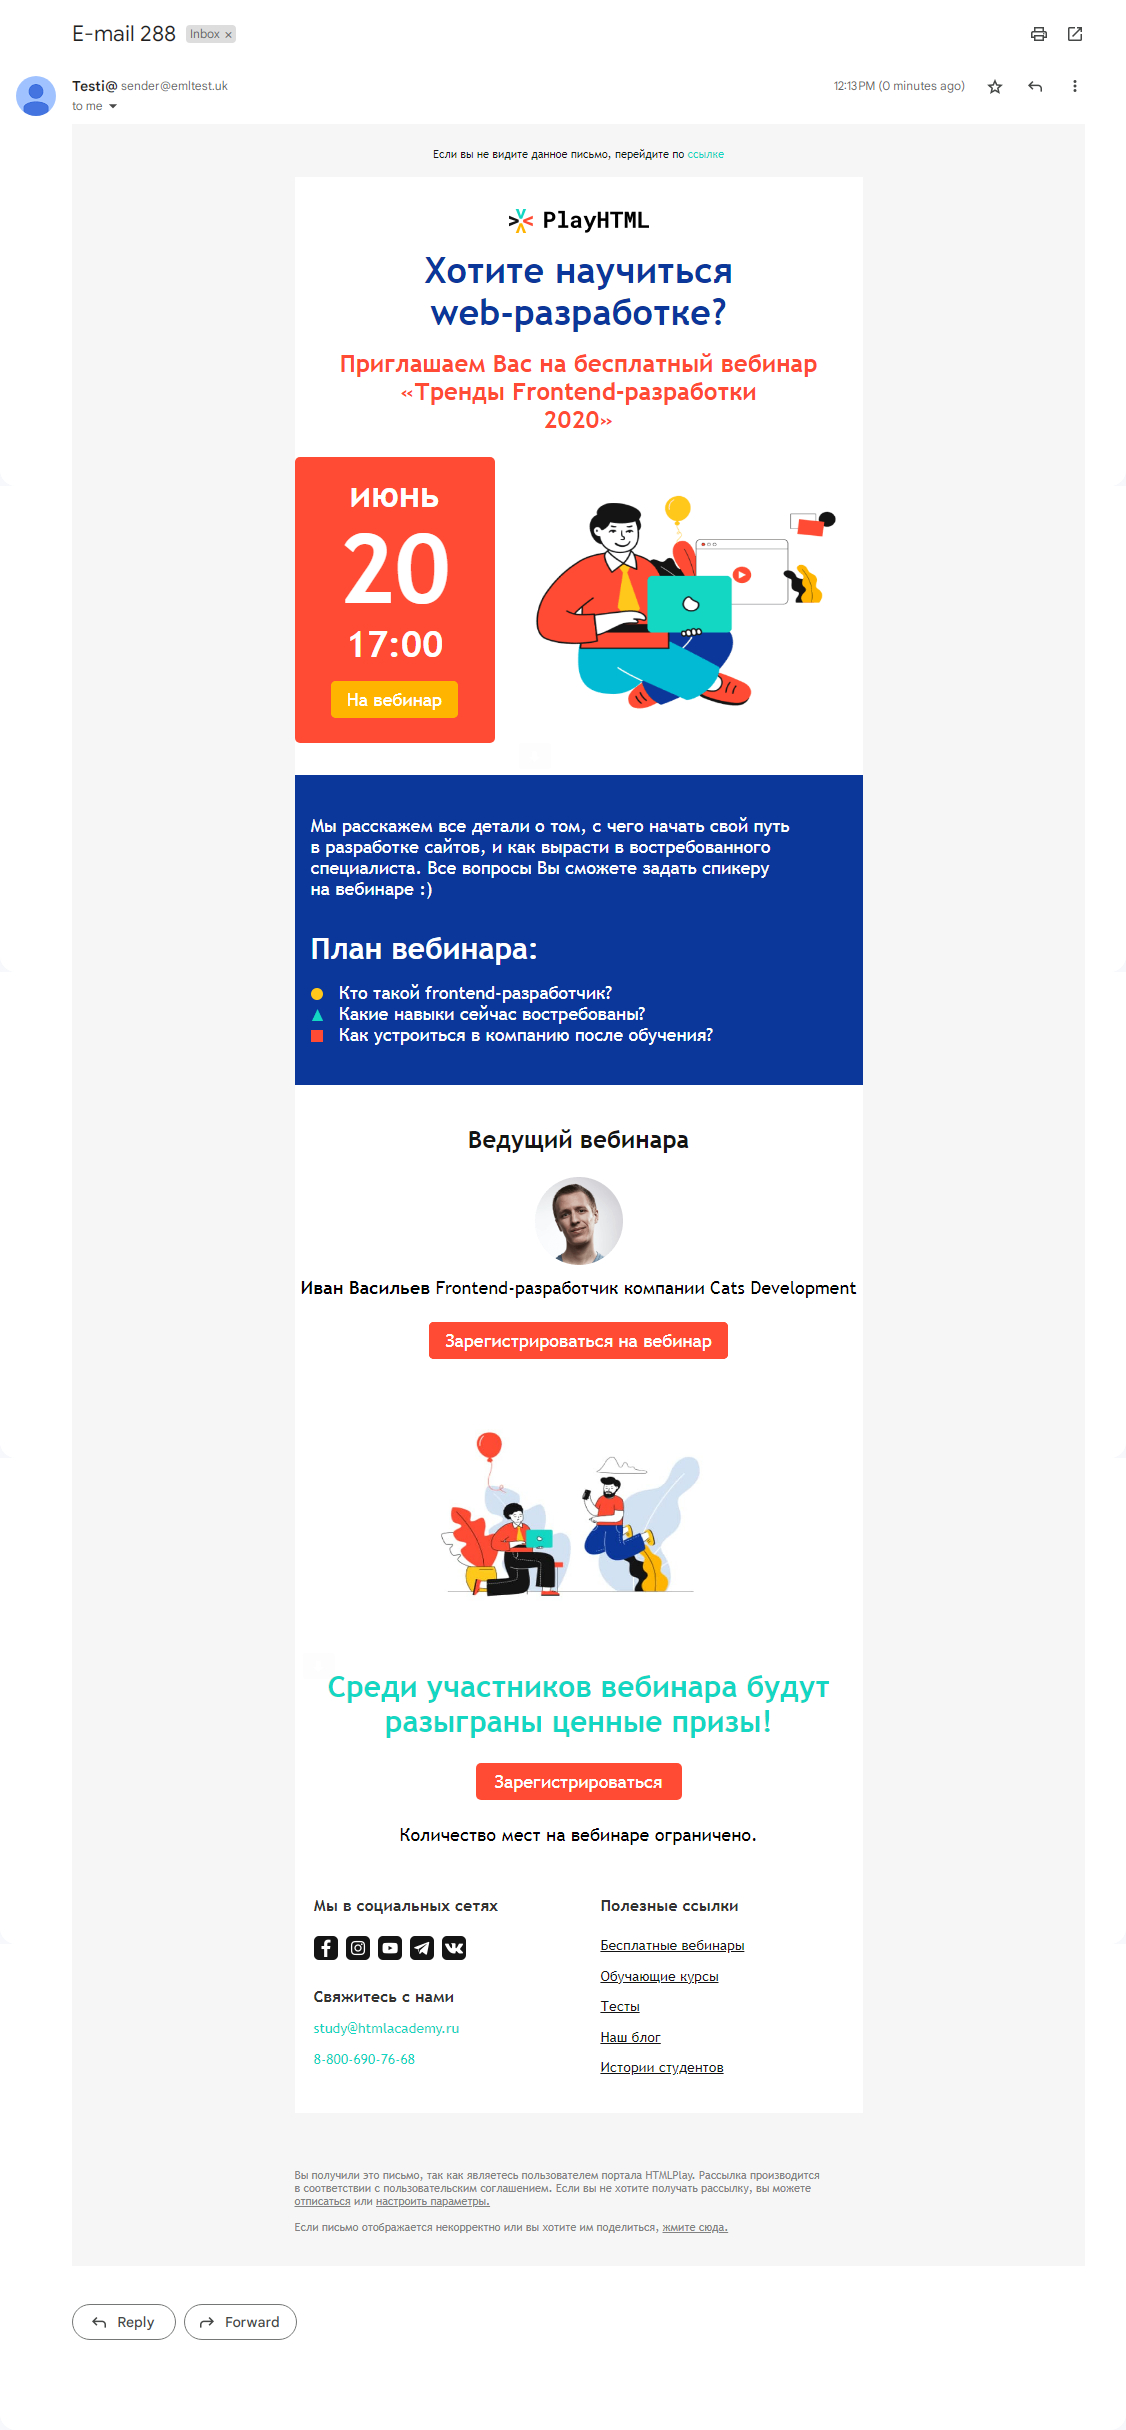 E-mail 288 Inbox ×
Testi@ sender@emltest.uk
12:13PM (0 minutes ago)
to me
Если вы не видите данное письмо, перейдите по ссылке
PlayHTML
Хотите научиться
web-разработке?
Приглашаем Вас на бесплатный вебинар
«Тренды Frontend-разработки
2020»
июнь
20
17:00
На вебинар
Мы расскажем все детали о том, с чего начать свой путь
в разработке сайтов, и как вырасти в востребованного
специалиста. Все вопросы Вы сможете задать спикеру
на вебинаре :)
План вебинара:
Кто такой frontend-разработчик?
Какие навыки сейчас востребованы?
Как устроиться в компанию после обучения?
Ведущий вебинара
Иван Васильев Frontend-разработчик компании Cats Development
Зарегистрироваться на вебинар
Среди участников вебинара будут
разыграны ценные призы!
Зарегистрироваться
Количество мест на вебинаре ограничено.
Мы в социальных сетях
Свяжитесь с нами
study@htmlacademy.ru
8-800-690-76-68
Полезные ссылки
Бесплатные вебинары
Обучающие курсы
Тесты
Наш блог
Истории студентов
Вы получили это письмо, так как являетесь пользователем портала HTMLPlay. Рассылка производится
в соответствии с пользовательским соглашением. Если вы не хотите получать рассылку, вы можете
отписаться или настроить параметры.
Если письмо отображается некорректно или вы хотите им поделиться, жмите сюда.
Reply
Forward